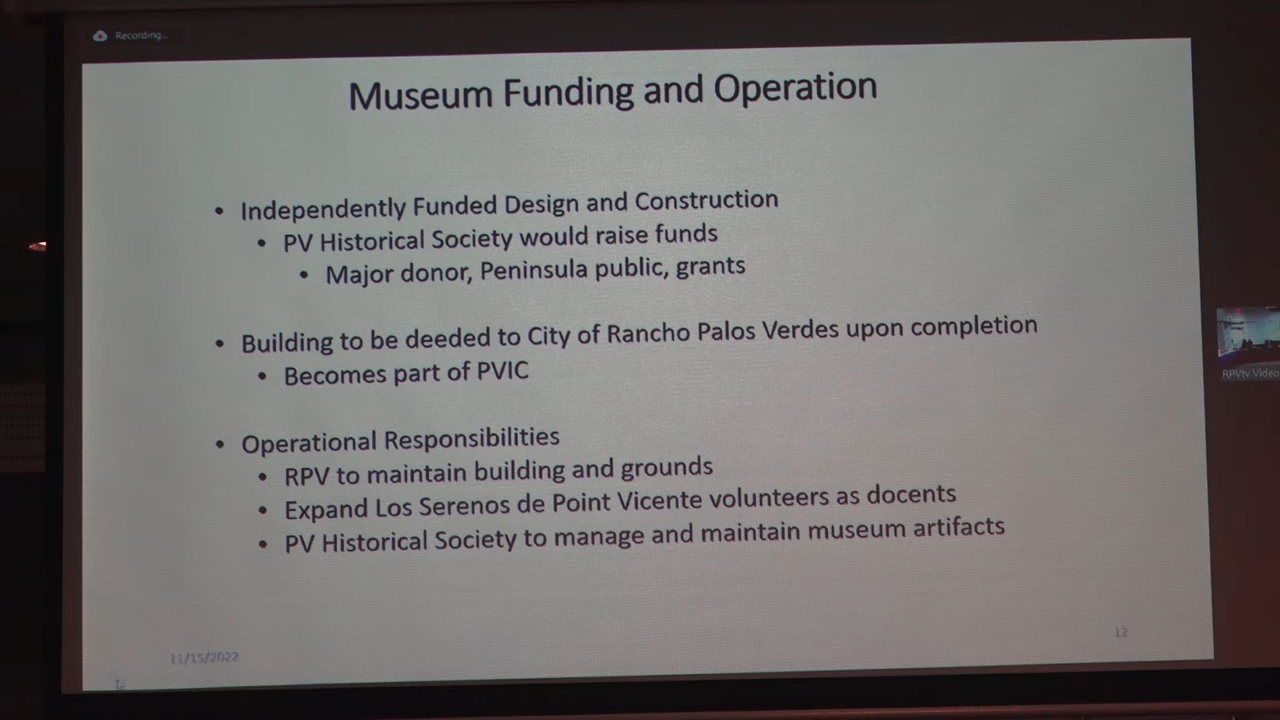 Recording...
Museum Funding and Operation
• Independently Funded Design and Construction
• PV Historical Society would raise funds
• Major donor, Peninsula public, grants
• Building to be deeded to City of Rancho Palos Verdes upon completion
• Becomes part of PVIC
• Operational Responsibilities
• RPV to maintain building and grounds
• Expand Los Serenos de Point Vicente volunteers as docents
• PV Historical Society to manage and maintain museum artifacts
RPVtv Video
11/15/2022
12